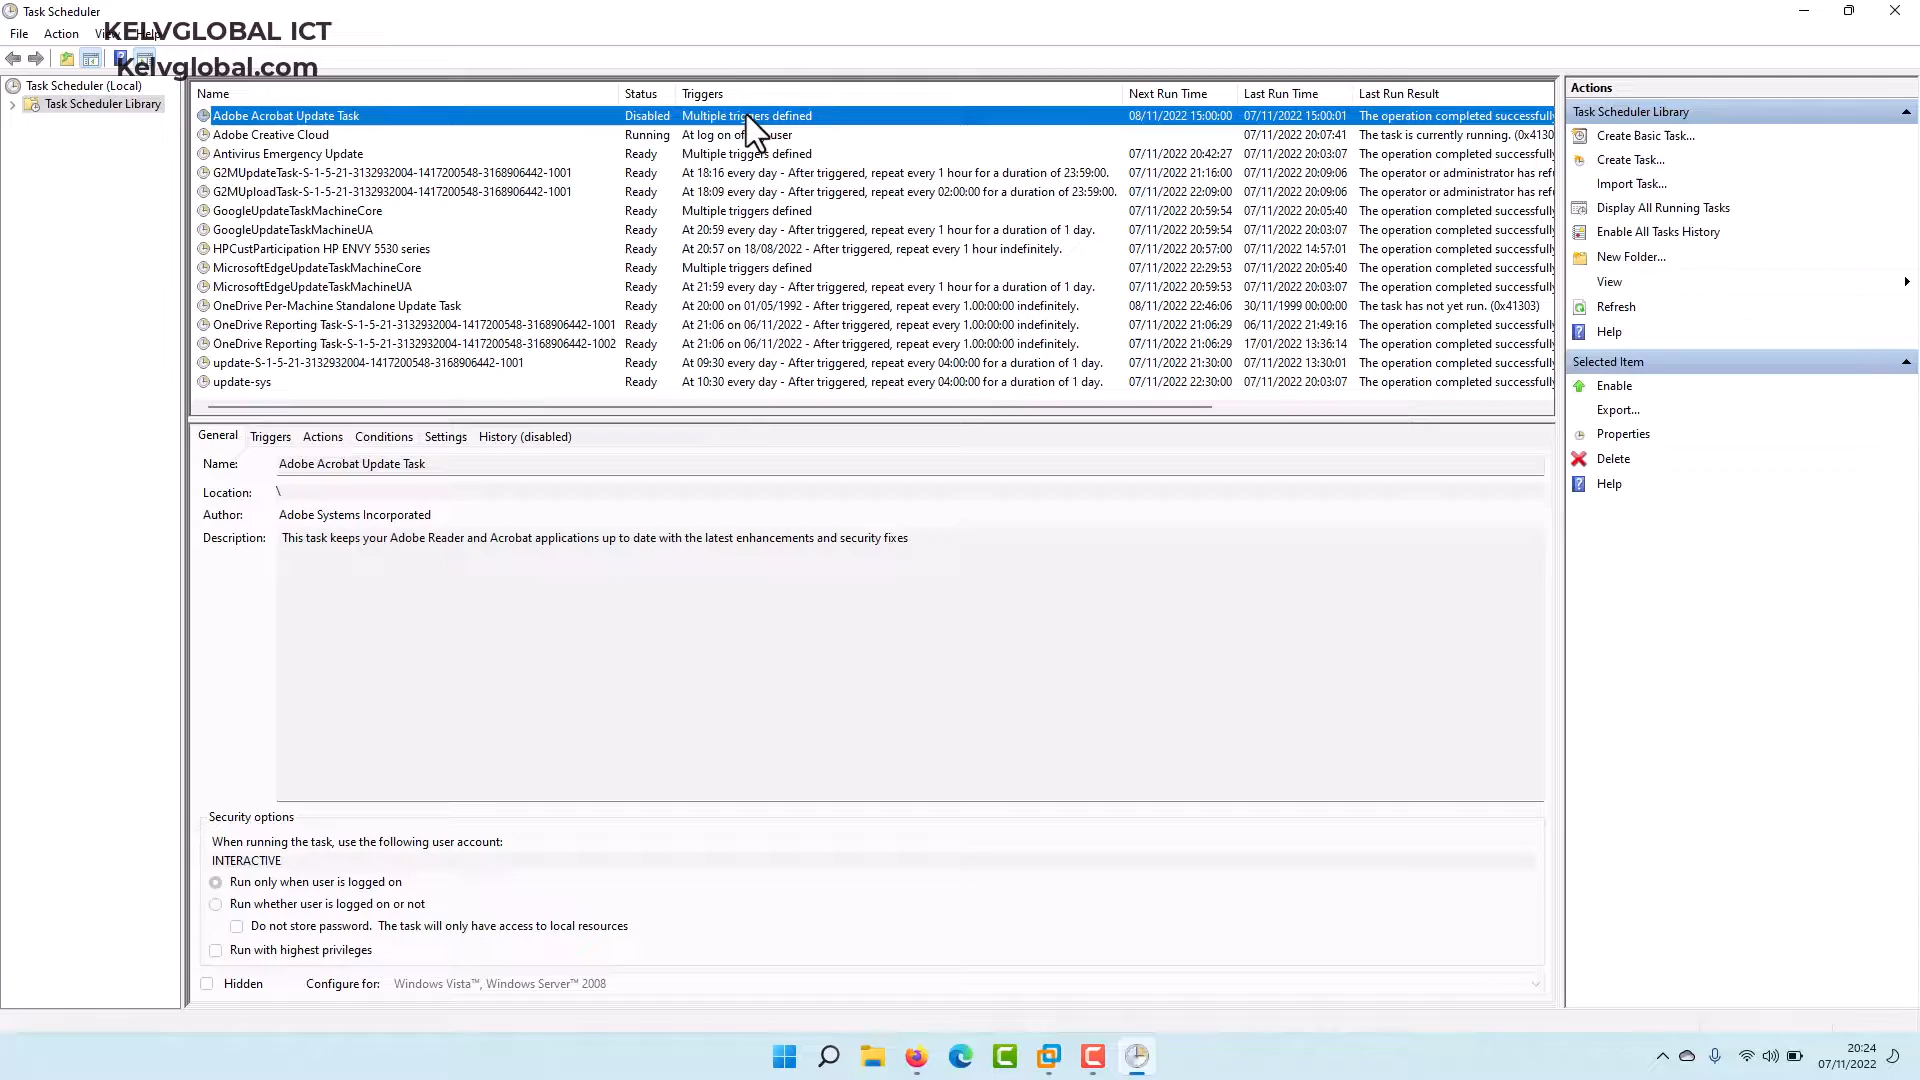 Task Scheduler
KELVGLOBAL ICT
File Action View Help
Kelvglobal.com
Task Scheduler (Local)
Task Scheduler Library
Name Status Triggers Next Run Time Last Run Time Last Run Result
Adobe Acrobat Update Task Disabled Multiple triggers defined 08/11/2022 15:00:00 07/11/2022 15:00:01 The operation completed successfully
Adobe Creative Cloud Running At log on of user 07/11/2022 20:07:41 The task is currently running. (0x4130
Antivirus Emergency Update Ready Multiple triggers defined 07/11/2022 20:42:27 07/11/2022 20:03:07 The operation completed successfully
G2MUpdateTask-S-1-5-21-3132932004-1417200548-3168906442-1001 Ready At 18:16 every day - After triggered, repeat every 1 hour for a duration of 23:59:00. 07/11/2022 21:16:00 07/11/2022 20:09:06 The operator or administrator has ref
G2MUploadTask-S-1-5-21-3132932004-1417200548-3168906442-1001 Ready At 18:09 every day - After triggered, repeat every 02:00:00 for a duration of 23:59:00. 07/11/2022 22:09:00 07/11/2022 20:09:06 The operator or administrator has ref
GoogleUpdateTaskMachineCore Ready Multiple triggers defined 07/11/2022 20:59:54 07/11/2022 20:05:40 The operation completed successfully
GoogleUpdateTaskMachineUA Ready At 20:59 every day - After triggered, repeat every 1 hour for a duration of 1 day. 07/11/2022 20:59:54 07/11/2022 20:03:07 The operation completed successfully
HPCustParticipation HP ENVY 5530 series Ready At 20:57 on 18/08/2022 - After triggered, repeat every 1 hour indefinitely. 07/11/2022 20:57:00 07/11/2022 14:57:01 The operation completed successfully
MicrosoftEdgeUpdateTaskMachineCore Ready Multiple triggers defined 07/11/2022 22:29:53 07/11/2022 20:05:40 The operation completed successfully
MicrosoftEdgeUpdateTaskMachineUA Ready At 21:59 every day - After triggered, repeat every 1 hour for a duration of 1 day. 07/11/2022 20:59:53 07/11/2022 20:03:07 The operation completed successfully
OneDrive Per-Machine Standalone Update Task Ready At 20:00 on 01/05/1992 - After triggered, repeat every 1.00:00:00 indefinitely. 08/11/2022 22:46:06 30/11/1999 00:00:00 The task has not yet run. (0x41303)
OneDrive Reporting Task-S-1-5-21-3132932004-1417200548-3168906442-1001 Ready At 21:06 on 06/11/2022 - After triggered, repeat every 1.00:00:00 indefinitely. 07/11/2022 21:06:29 06/11/2022 21:49:16 The operation completed successfully
OneDrive Reporting Task-S-1-5-21-3132932004-1417200548-3168906442-1002 Ready At 21:06 on 06/11/2022 - After triggered, repeat every 1.00:00:00 indefinitely. 07/11/2022 21:06:29 17/01/2022 13:36:14 The operation completed successfully
update-S-1-5-21-3132932004-1417200548-3168906442-1001 Ready At 09:30 every day - After triggered, repeat every 04:00:00 for a duration of 1 day. 07/11/2022 21:30:00 07/11/2022 13:30:01 The operation completed successfully
update-sys Ready At 10:30 every day - After triggered, repeat every 04:00:00 for a duration of 1 day. 07/11/2022 22:30:00 07/11/2022 20:03:07 The operation completed successfully
General Triggers Actions Conditions Settings History (disabled)
Name: Adobe Acrobat Update Task
Location: \
Author: Adobe Systems Incorporated
Description: This task keeps your Adobe Reader and Acrobat applications up to date with the latest enhancements and security fixes
Security options
When running the task, use the following user account:
INTERACTIVE
Run only when user is logged on
Run whether user is logged on or not
Do not store password. The task will only have access to local resources
Run with highest privileges
Hidden Configure for: Windows Vista™, Windows Server™ 2008
Actions
Task Scheduler Library
Create Basic Task...
Create Task...
Import Task...
Display All Running Tasks
Enable All Tasks History
New Folder...
View
Refresh
Help
Selected Item
Enable
Export...
Properties
Delete
Help
20:24
07/11/2022